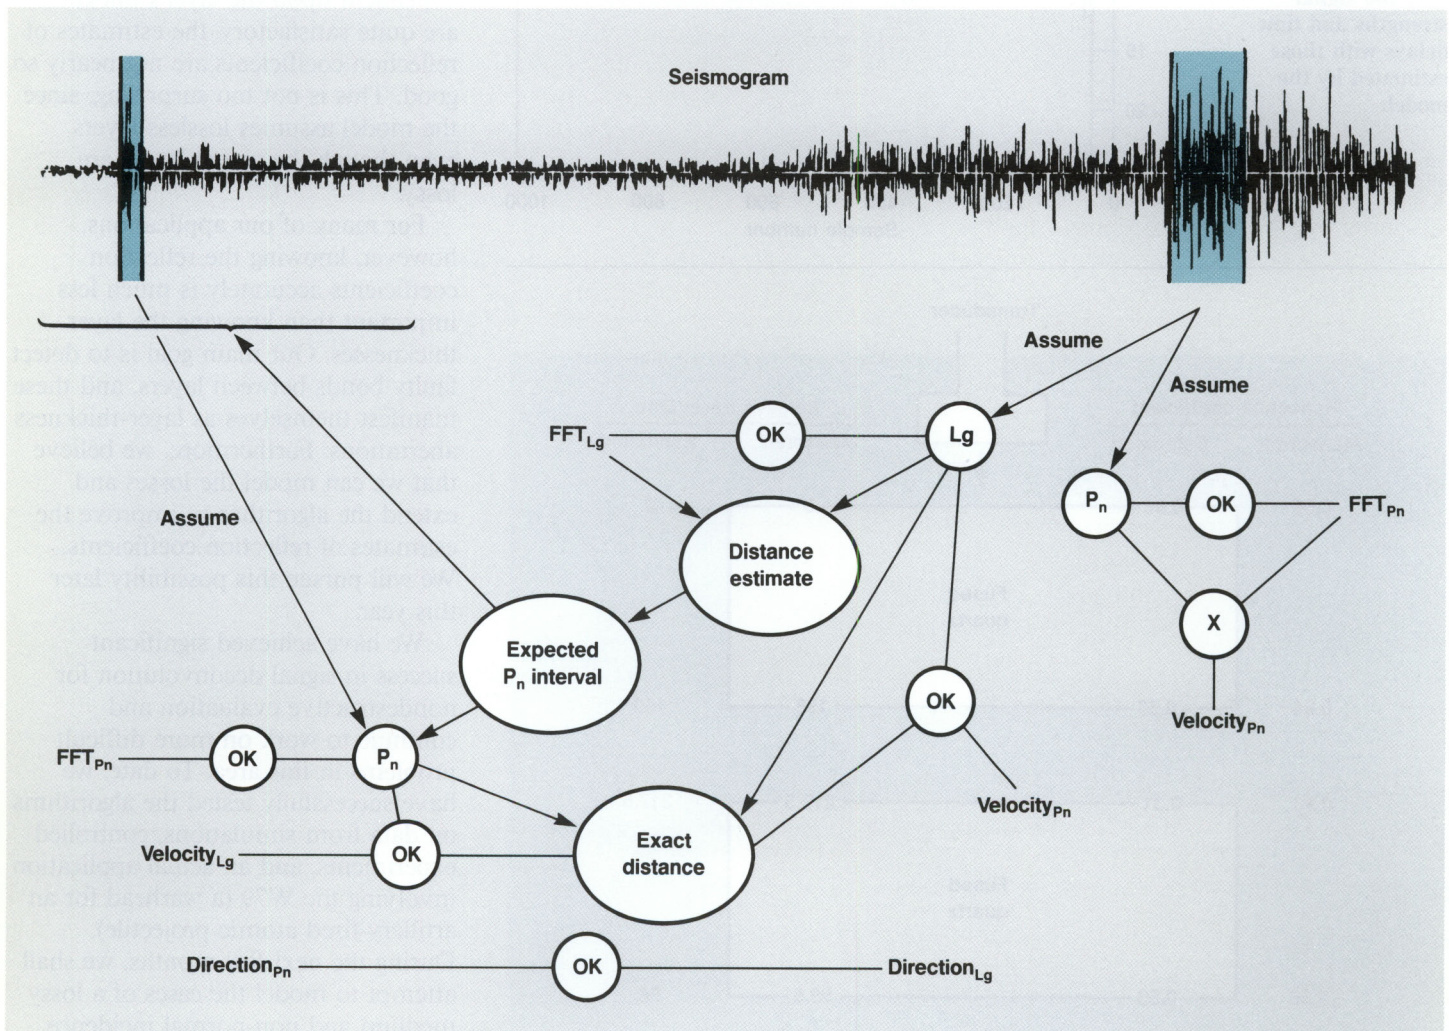 Seismogram
Assume
Assume
FFT_Lg
OK
Lg
P_n
OK
FFT_Pn
Assume
Distance
estimate
X
Expected
P_n interval
OK
Velocity_Pn
FFT_Pn
OK
P_n
Velocity_Pn
Velocity_Lg
OK
Exact
distance
Direction_Pn
OK
Direction_Lg